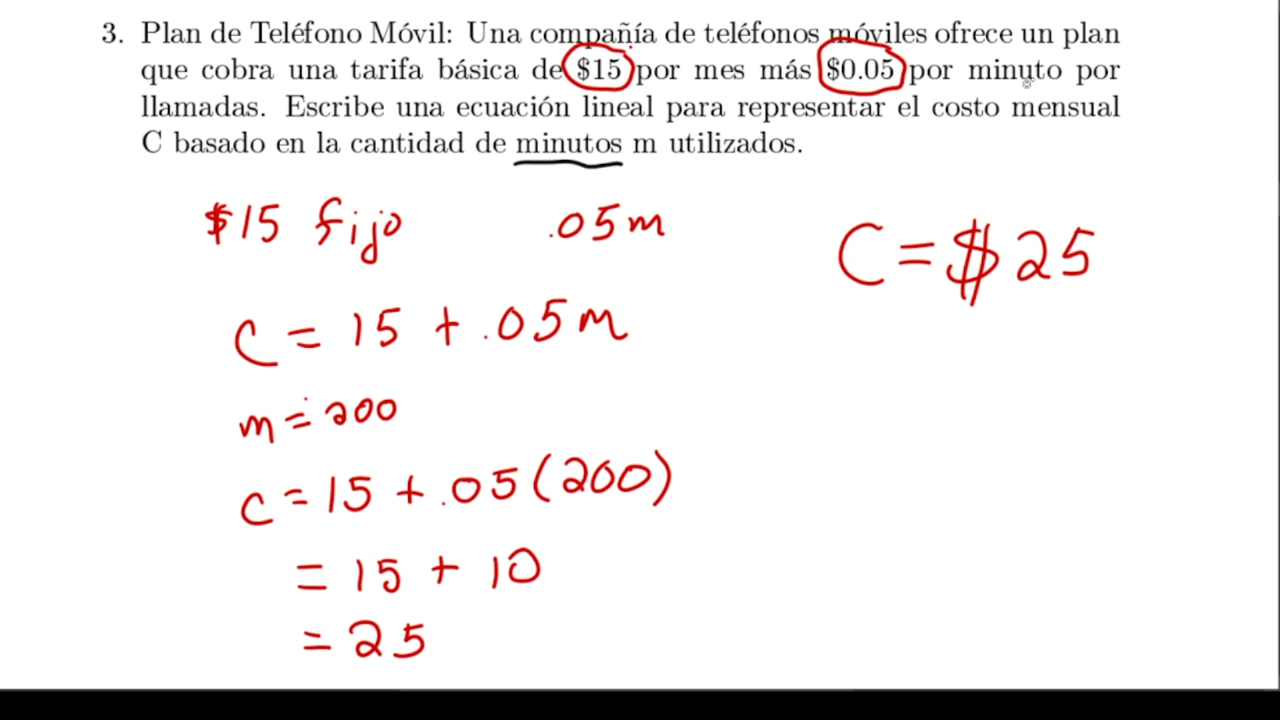 3. Plan de Teléfono Móvil: Una compañía de teléfonos móviles ofrece un plan
que cobra una tarifa básica de $15 por mes más $0.05 por minuto por
llamadas. Escribe una ecuación lineal para representar el costo mensual
C basado en la cantidad de minutos m utilizados.
$15 fijo .05m
C = $25
C = 15 + .05m
m = 200
C = 15 + .05(200)
= 15 + 10
= 25